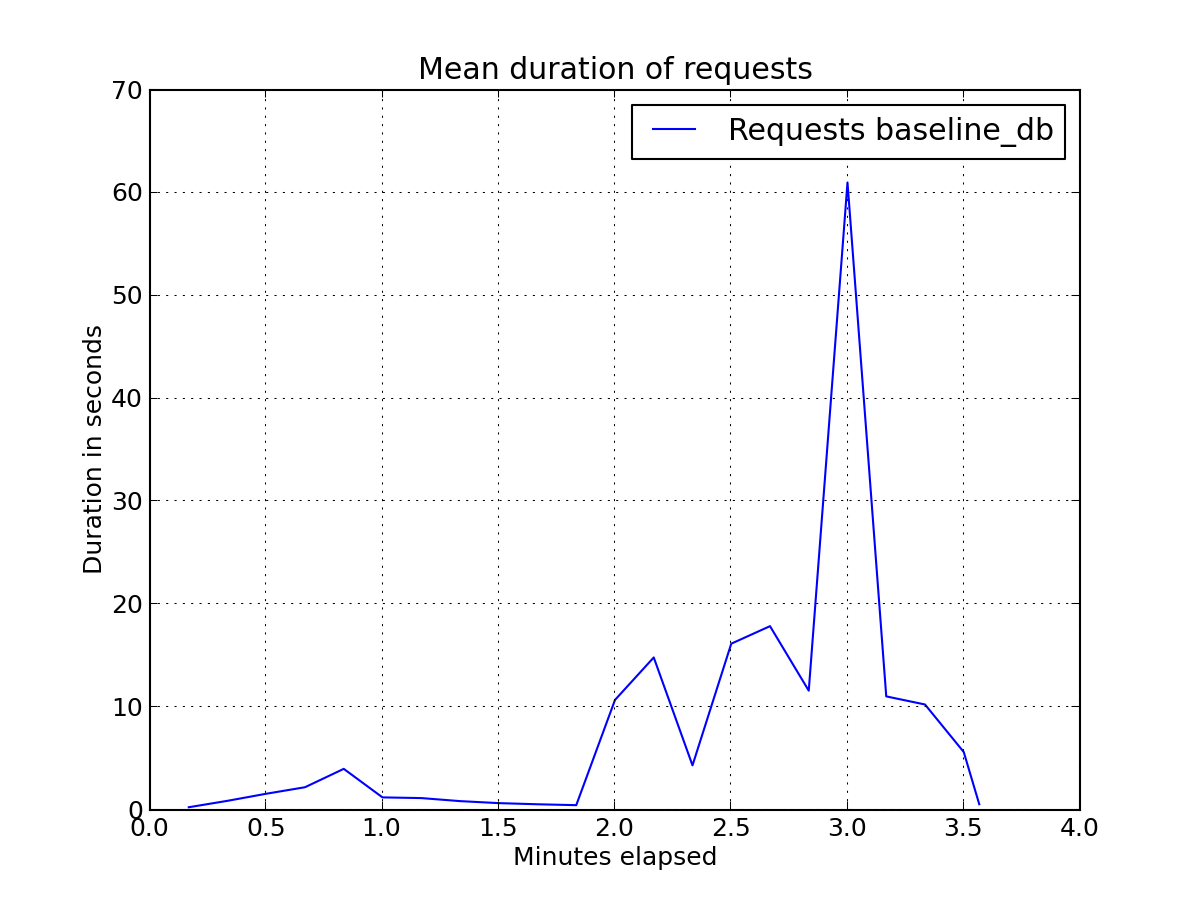 Mean duration of requests
70
Requests baseline_db
60
50
40
30
20
10
0
Duration in seconds
0.0 0.5 1.0 1.5 2.0 2.5 3.0 3.5 4.0
Minutes elapsed